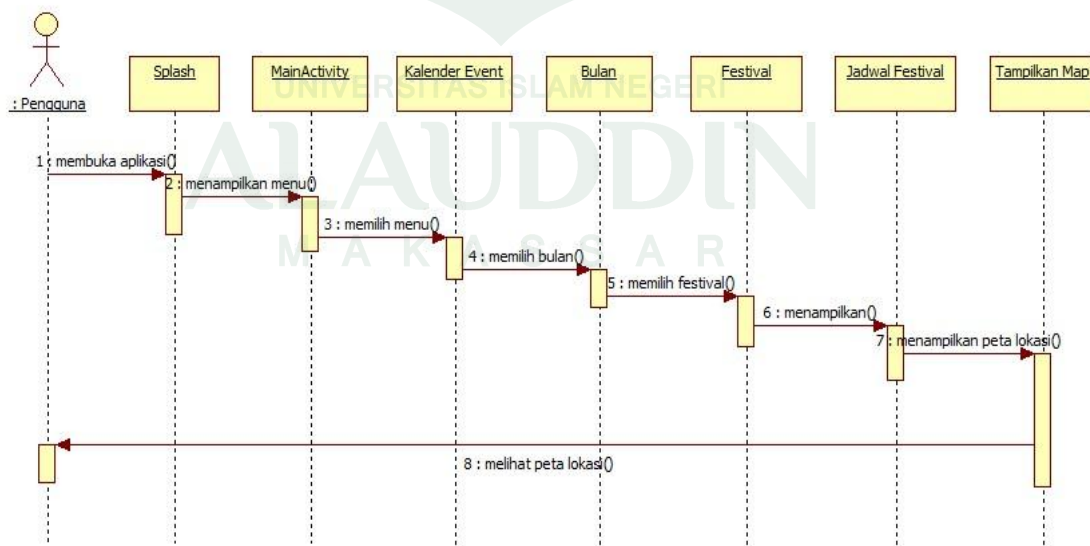 Splash
MainActivity
Kalender Event
Bulan
Festival
Jadwal Festival
Tampilkan Map
UNIVERSITAS ISLAM NEGERI
: Pengguna
ALAUDDIN
1 : membuka aplikasi()
2 : menampilkan menu()
3 : memilih menu()
MAKASSAR
4 : memilih bulan()
5 : memilih festival()
6 : menampilkan()
7 : menampilkan peta lokasi()
8 : melihat peta lokasi()